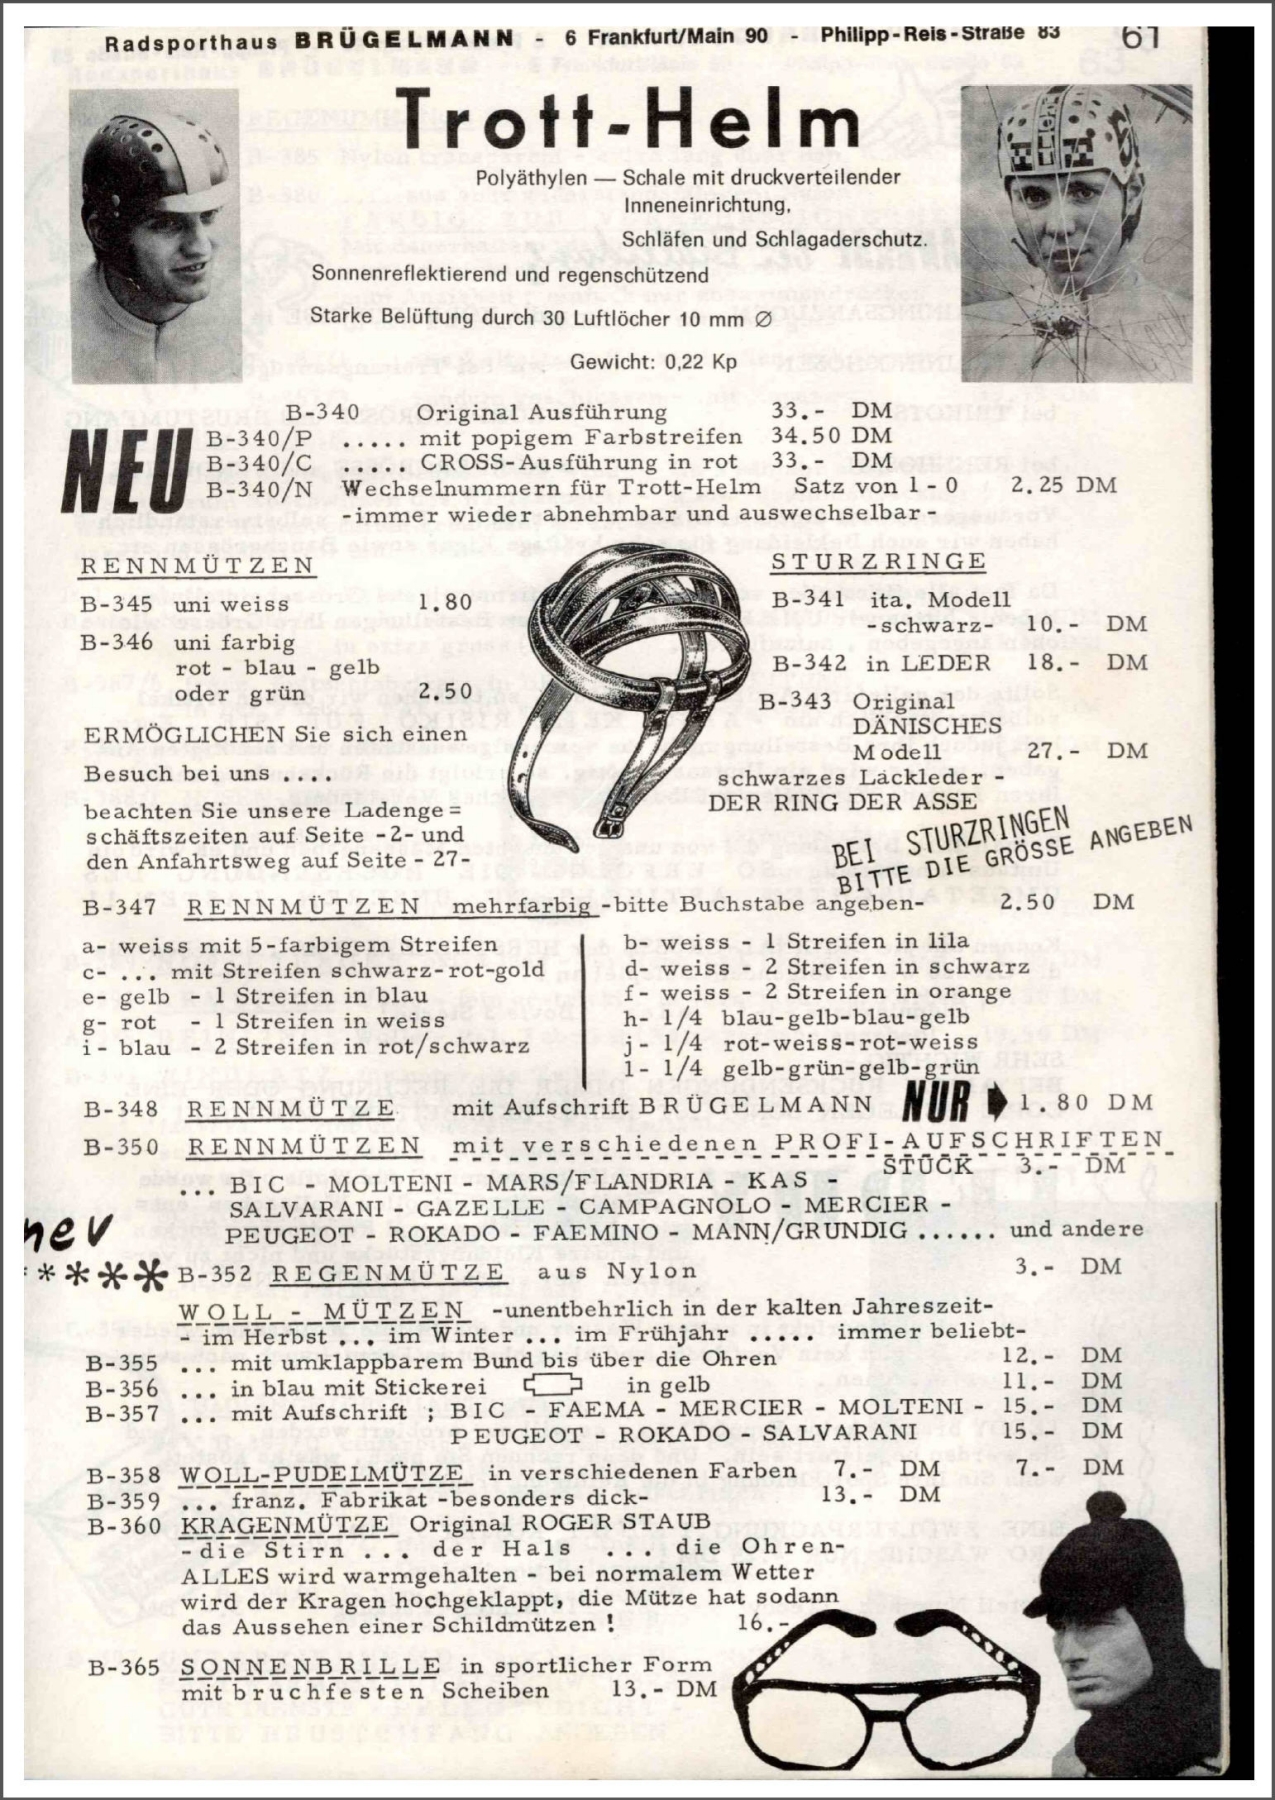 Radsporthaus BRÜGELMANN - 6 Frankfurt/Main 90 - Philipp-Reis-Straße 83 61
Trott-Helm
Polyäthylen — Schale mit druckverteilender
Inneneinrichtung,
Schläfen und Schlagaderschutz.
Sonnenreflektierend und regenschützend
Starke Belüftung durch 30 Luftlöcher 10 mm ∅
Gewicht: 0,22 Kp
B-340 Original Ausführung 33.- DM
NEU
B-340/P ...... mit popigem Farbstreifen 34.50 DM
B-340/C ...... CROSS-Ausführung in rot 33.- DM
B-340/N Wechselnummern für Trott-Helm Satz von 1-0 2.25 DM
-immer wieder abnehmbar und auswechselbar-
RENNMÜTZEN
B-345 uni weiss 1.80
B-346 uni farbig
rot - blau - gelb
oder grün 2.50
ERMÖGLICHEN Sie sich einen
Besuch bei uns.....
beachten Sie unsere Ladenge=
schäftszeiten auf Seite -2- und
den Anfahrtsweg auf Seite - 27-
STURZRINGE
B-341 ita. Modell
-schwarz- 10.- DM
B-342 in LEDER 18.- DM
B-343 Original
DÄNISCHES
Modell 27.- DM
schwarzes Lackleder-
DER RING DER ASSE
BEI STURZRINGEN
BITTE DIE GRÖSSE ANGEBEN
B-347 RENNMÜTZEN mehrfarbig -bitte Buchstabe angeben- 2.50 DM
a- weiss mit 5-farbigem Streifen
c- ... mit Streifen schwarz-rot-gold
e- gelb - 1 Streifen in blau
g- rot - 1 Streifen in weiss
i- blau - 2 Streifen in rot/schwarz
b- weiss - 1 Streifen in lila
d- weiss - 2 Streifen in schwarz
f- weiss - 2 Streifen in orange
h- 1/4 blau-gelb-blau-gelb
j- 1/4 rot-weiss-rot-weiss
l- 1/4 gelb-grün-gelb-grün
B-348 RENNMÜTZE mit Aufschrift BRÜGELMANN NUR 1.80 DM
B-350 RENNMÜTZEN mit verschiedenen PROFI-AUFSCHRIFTEN
STÜCK 3.- DM
... BIC - MOLTENI - MARS/FLANDRIA - KAS -
SALVARANI - GAZELLE - CAMPAGNOLO - MERCIER -
PEUGEOT - ROKADO - FAEMINO - MANN/GRUNDIG ...... und andere
neu
**** B-352 REGENMÜTZE aus Nylon 3.- DM
WOLL - MÜTZEN -unentbehrlich in der kalten Jahreszeit-
- im Herbst ... im Winter ... im Frühjahr ...... immer beliebt-
B-355 ... mit umklappbarem Bund bis über die Ohren 12.- DM
B-356 ... in blau mit Stickerei in gelb 11.- DM
B-357 ... mit Aufschrift ; BIC - FAEMA - MERCIER - MOLTENI - 15.- DM
PEUGEOT - ROKADO - SALVARANI 15.- DM
B-358 WOLL-PUDELMÜTZE in verschiedenen Farben 7.- DM 7.- DM
B-359 ... franz. Fabrikat -besonders dick- 13.- DM
B-360 KRAGENMÜTZE Original ROGER STAUB
-die Stirn ... der Hals ... die Ohren-
ALLES wird warmgehalten - bei normalem Wetter
wird der Kragen hochgeklappt, die Mütze hat sodann
das Aussehen einer Schildmützen ! 16.-
B-365 SONNENBRILLE in sportlicher Form
mit bruchfesten Scheiben 13.- DM